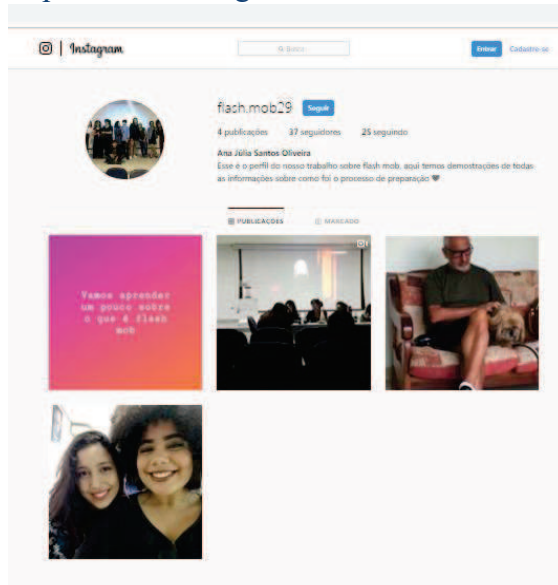 Instagram
Busca
Entrar
Cadastre-se
flash.mob29
Seguir
4 publicações 37 seguidores 25 seguindo
Ana Júlia Santos Oliveira
Esse é o perfil do nosso trabalho sobre flash mob, aqui temos demostrações de todas
as informações sobre como foi o processo de preparação
PUBLICAÇÕES
MARCADO
Vamos aprender
um pouco sobre
o que é flash
mob